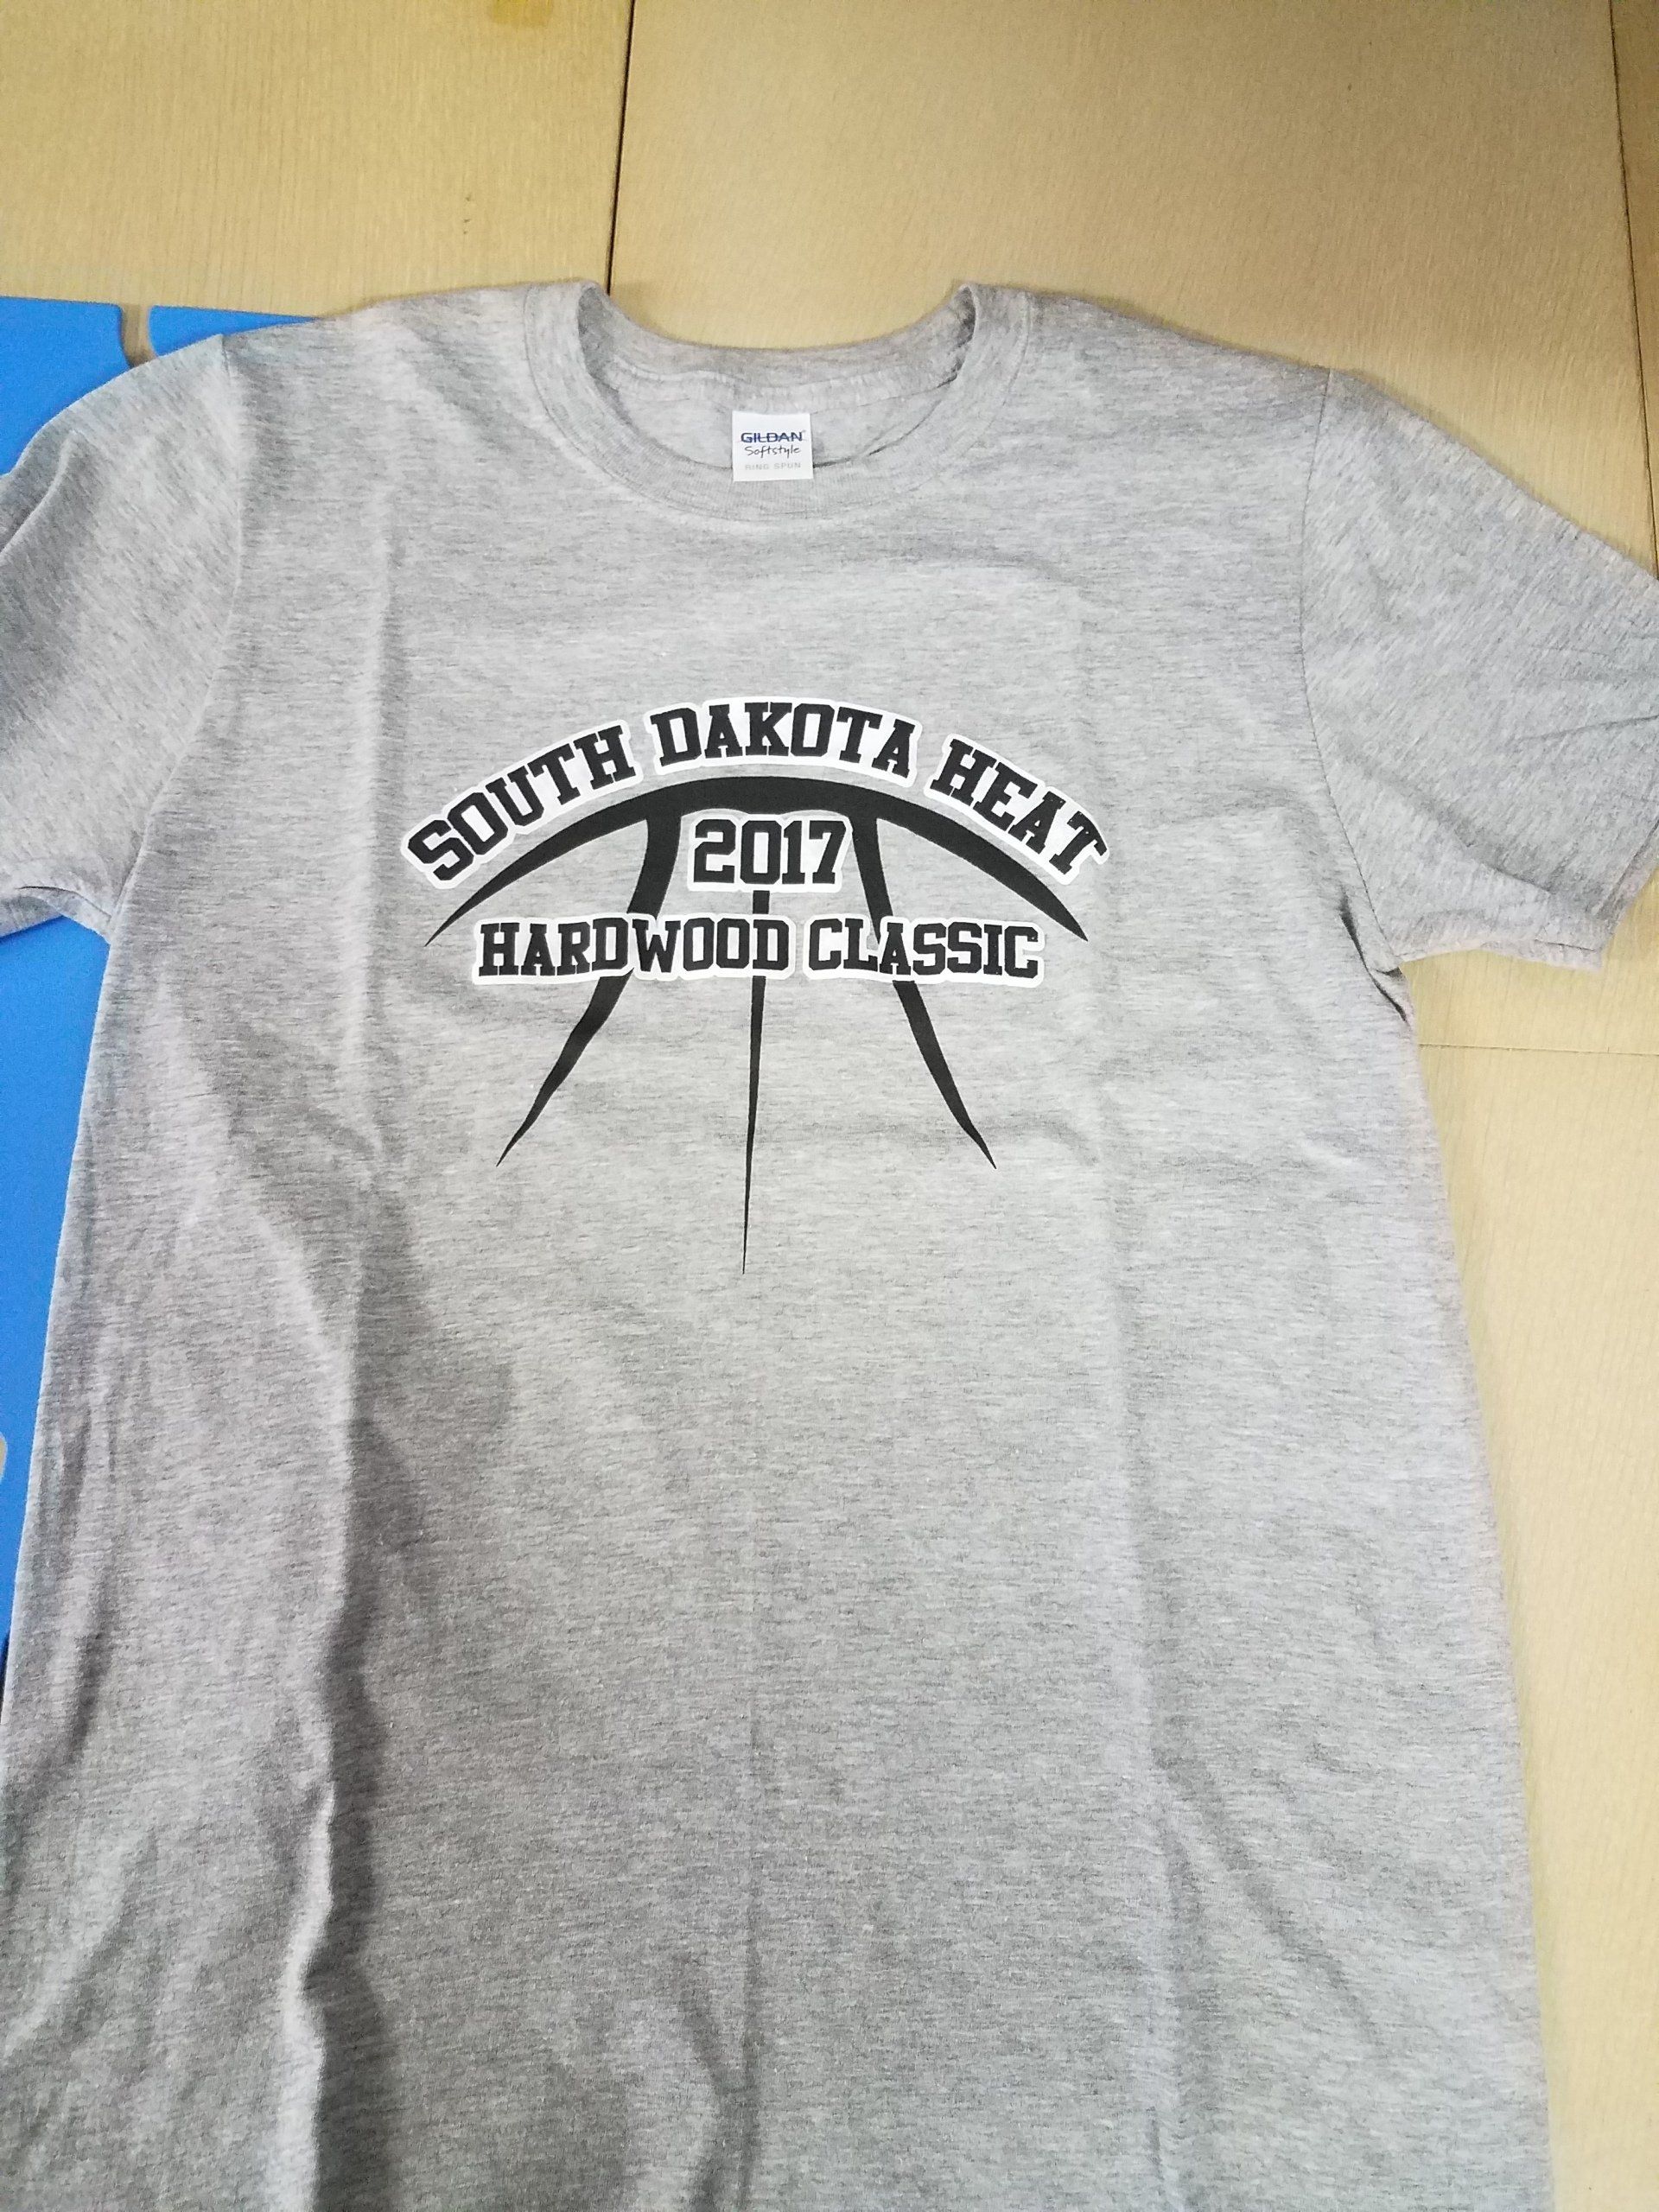 GILDAN
Softstyle
RING SPUN
SOUTH DAKOTA HEAT
2017
HARDWOOD CLASSIC